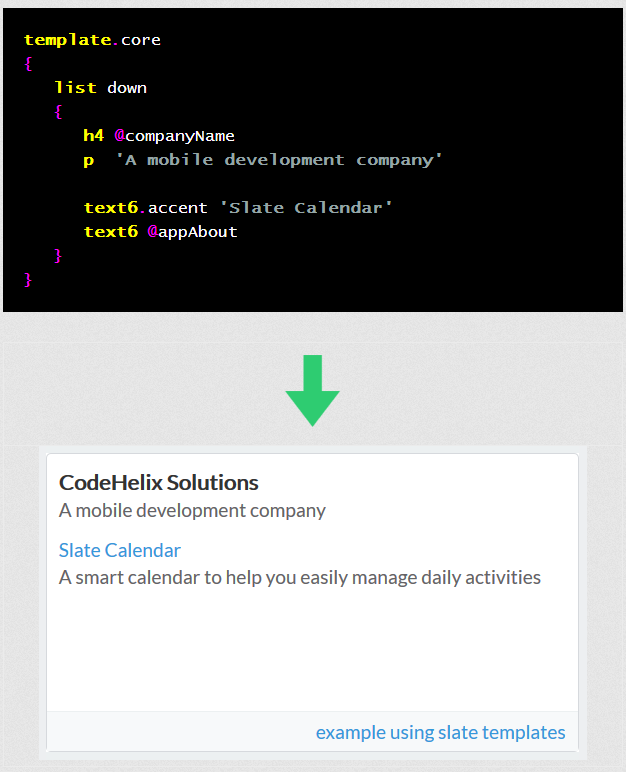 template.core
{
list down
{
h4 @companyName
p 'A mobile development company'
text6.accent 'Slate Calendar'
text6 @appAbout
}
}
CodeHelix Solutions
A mobile development company
Slate Calendar
A smart calendar to help you easily manage daily activities
example using slate templates